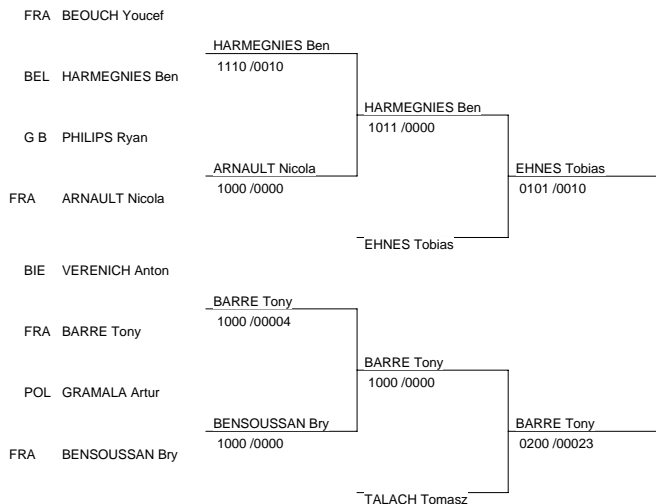 FRA BEOUCH Youcef
HARMEGNIES Ben
1110 /0010
BEL HARMEGNIES Ben
HARMEGNIES Ben
1011 /0000
G B PHILIPS Ryan
ARNAULT Nicola
1000 /0000
EHNES Tobias
0101 /0010
FRA ARNAULT Nicola
EHNES Tobias
BIE VERENICH Anton
BARRE Tony
1000 /00004
FRA BARRE Tony
BARRE Tony
1000 /0000
POL GRAMALA Artur
BENSOUSSAN Bry
1000 /0000
BARRE Tony
0200 /00023
FRA BENSOUSSAN Bry
TALACH Tomasz